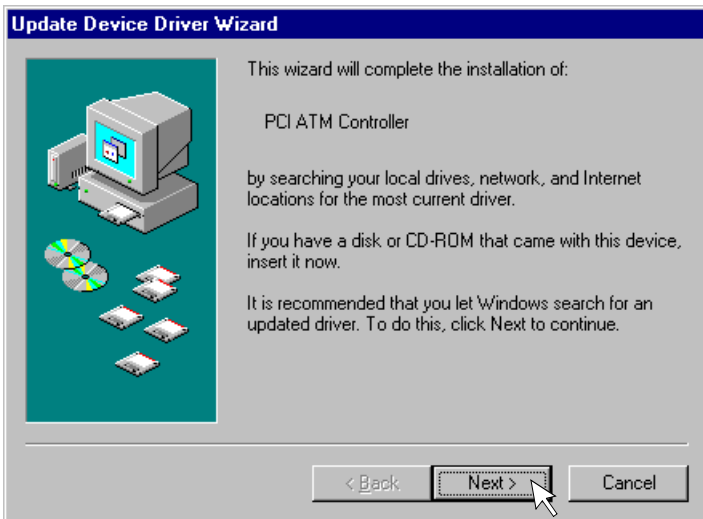 Update Device Driver Wizard
This wizard will complete the installation of:
PCI ATM Controller
by searching your local drives, network, and Internet
locations for the most current driver.
If you have a disk or CD-ROM that came with this device,
insert it now.
It is recommended that you let Windows search for an
updated driver. To do this, click Next to continue.
< Back
Next >
Cancel